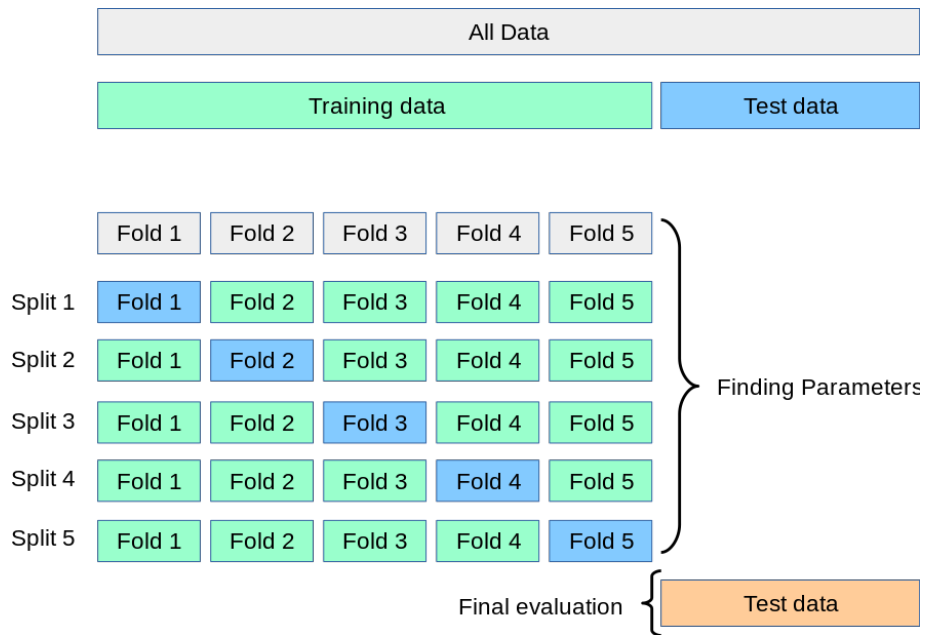 All Data
Training data Test data
Fold 1 Fold 2 Fold 3 Fold 4 Fold 5
Split 1 Fold 1 Fold 2 Fold 3 Fold 4 Fold 5
Split 2 Fold 1 Fold 2 Fold 3 Fold 4 Fold 5
Finding Parameters
Split 3 Fold 1 Fold 2 Fold 3 Fold 4 Fold 5
Split 4 Fold 1 Fold 2 Fold 3 Fold 4 Fold 5
Split 5 Fold 1 Fold 2 Fold 3 Fold 4 Fold 5
Final evaluation Test data